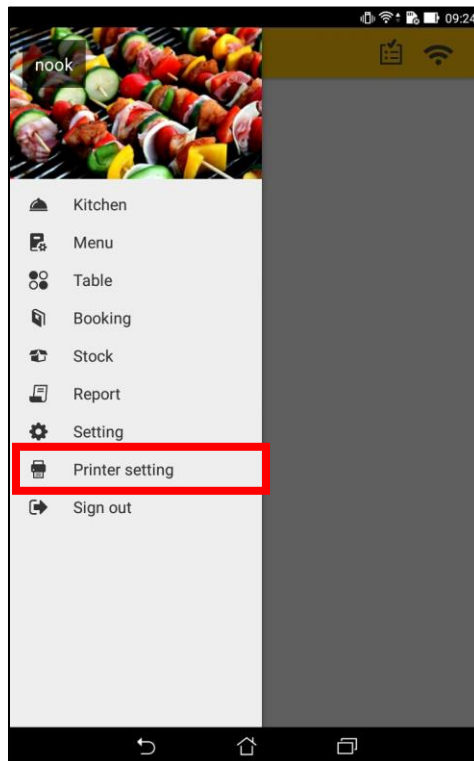 09:24
nook
Kitchen
Menu
Table
Booking
Stock
Report
Setting
Printer setting
Sign out